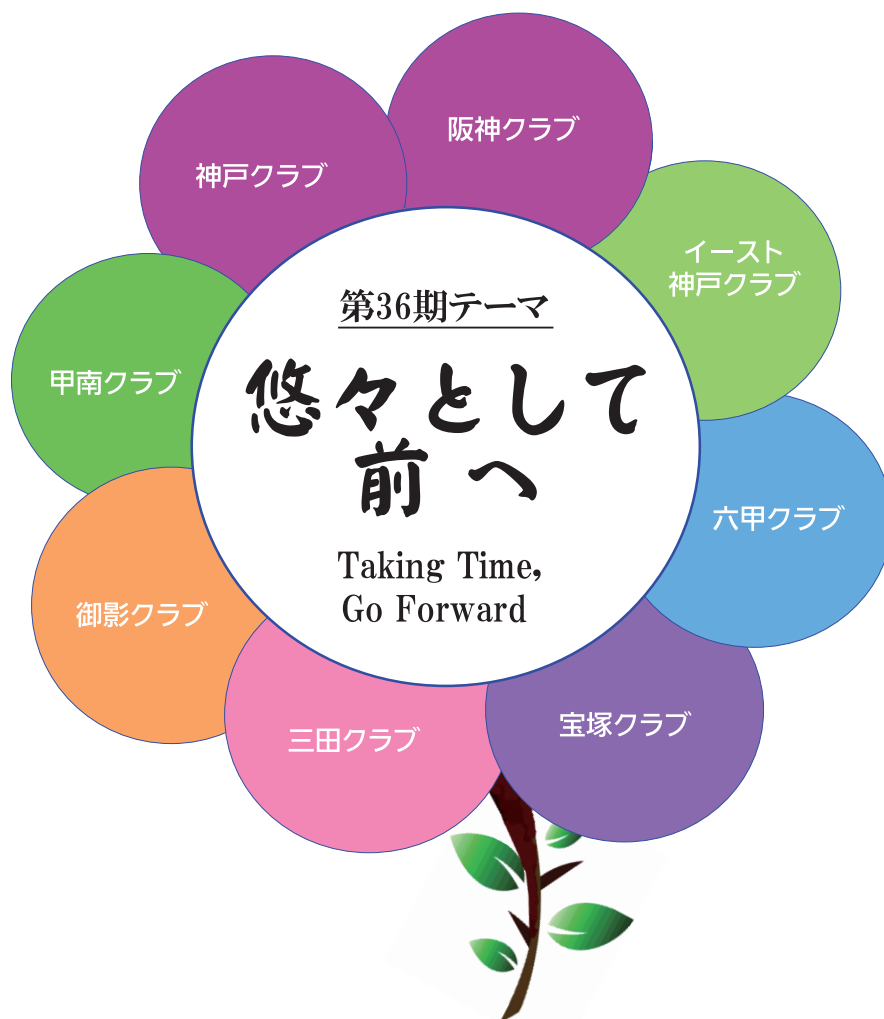 阪神クラブ
神戸クラブ
イースト
神戸クラブ
第36期テーマ
甲南クラブ
悠々として
前へ
六甲クラブ
Taking Time,
Go Forward
御影クラブ
宝塚クラブ
三田クラブ